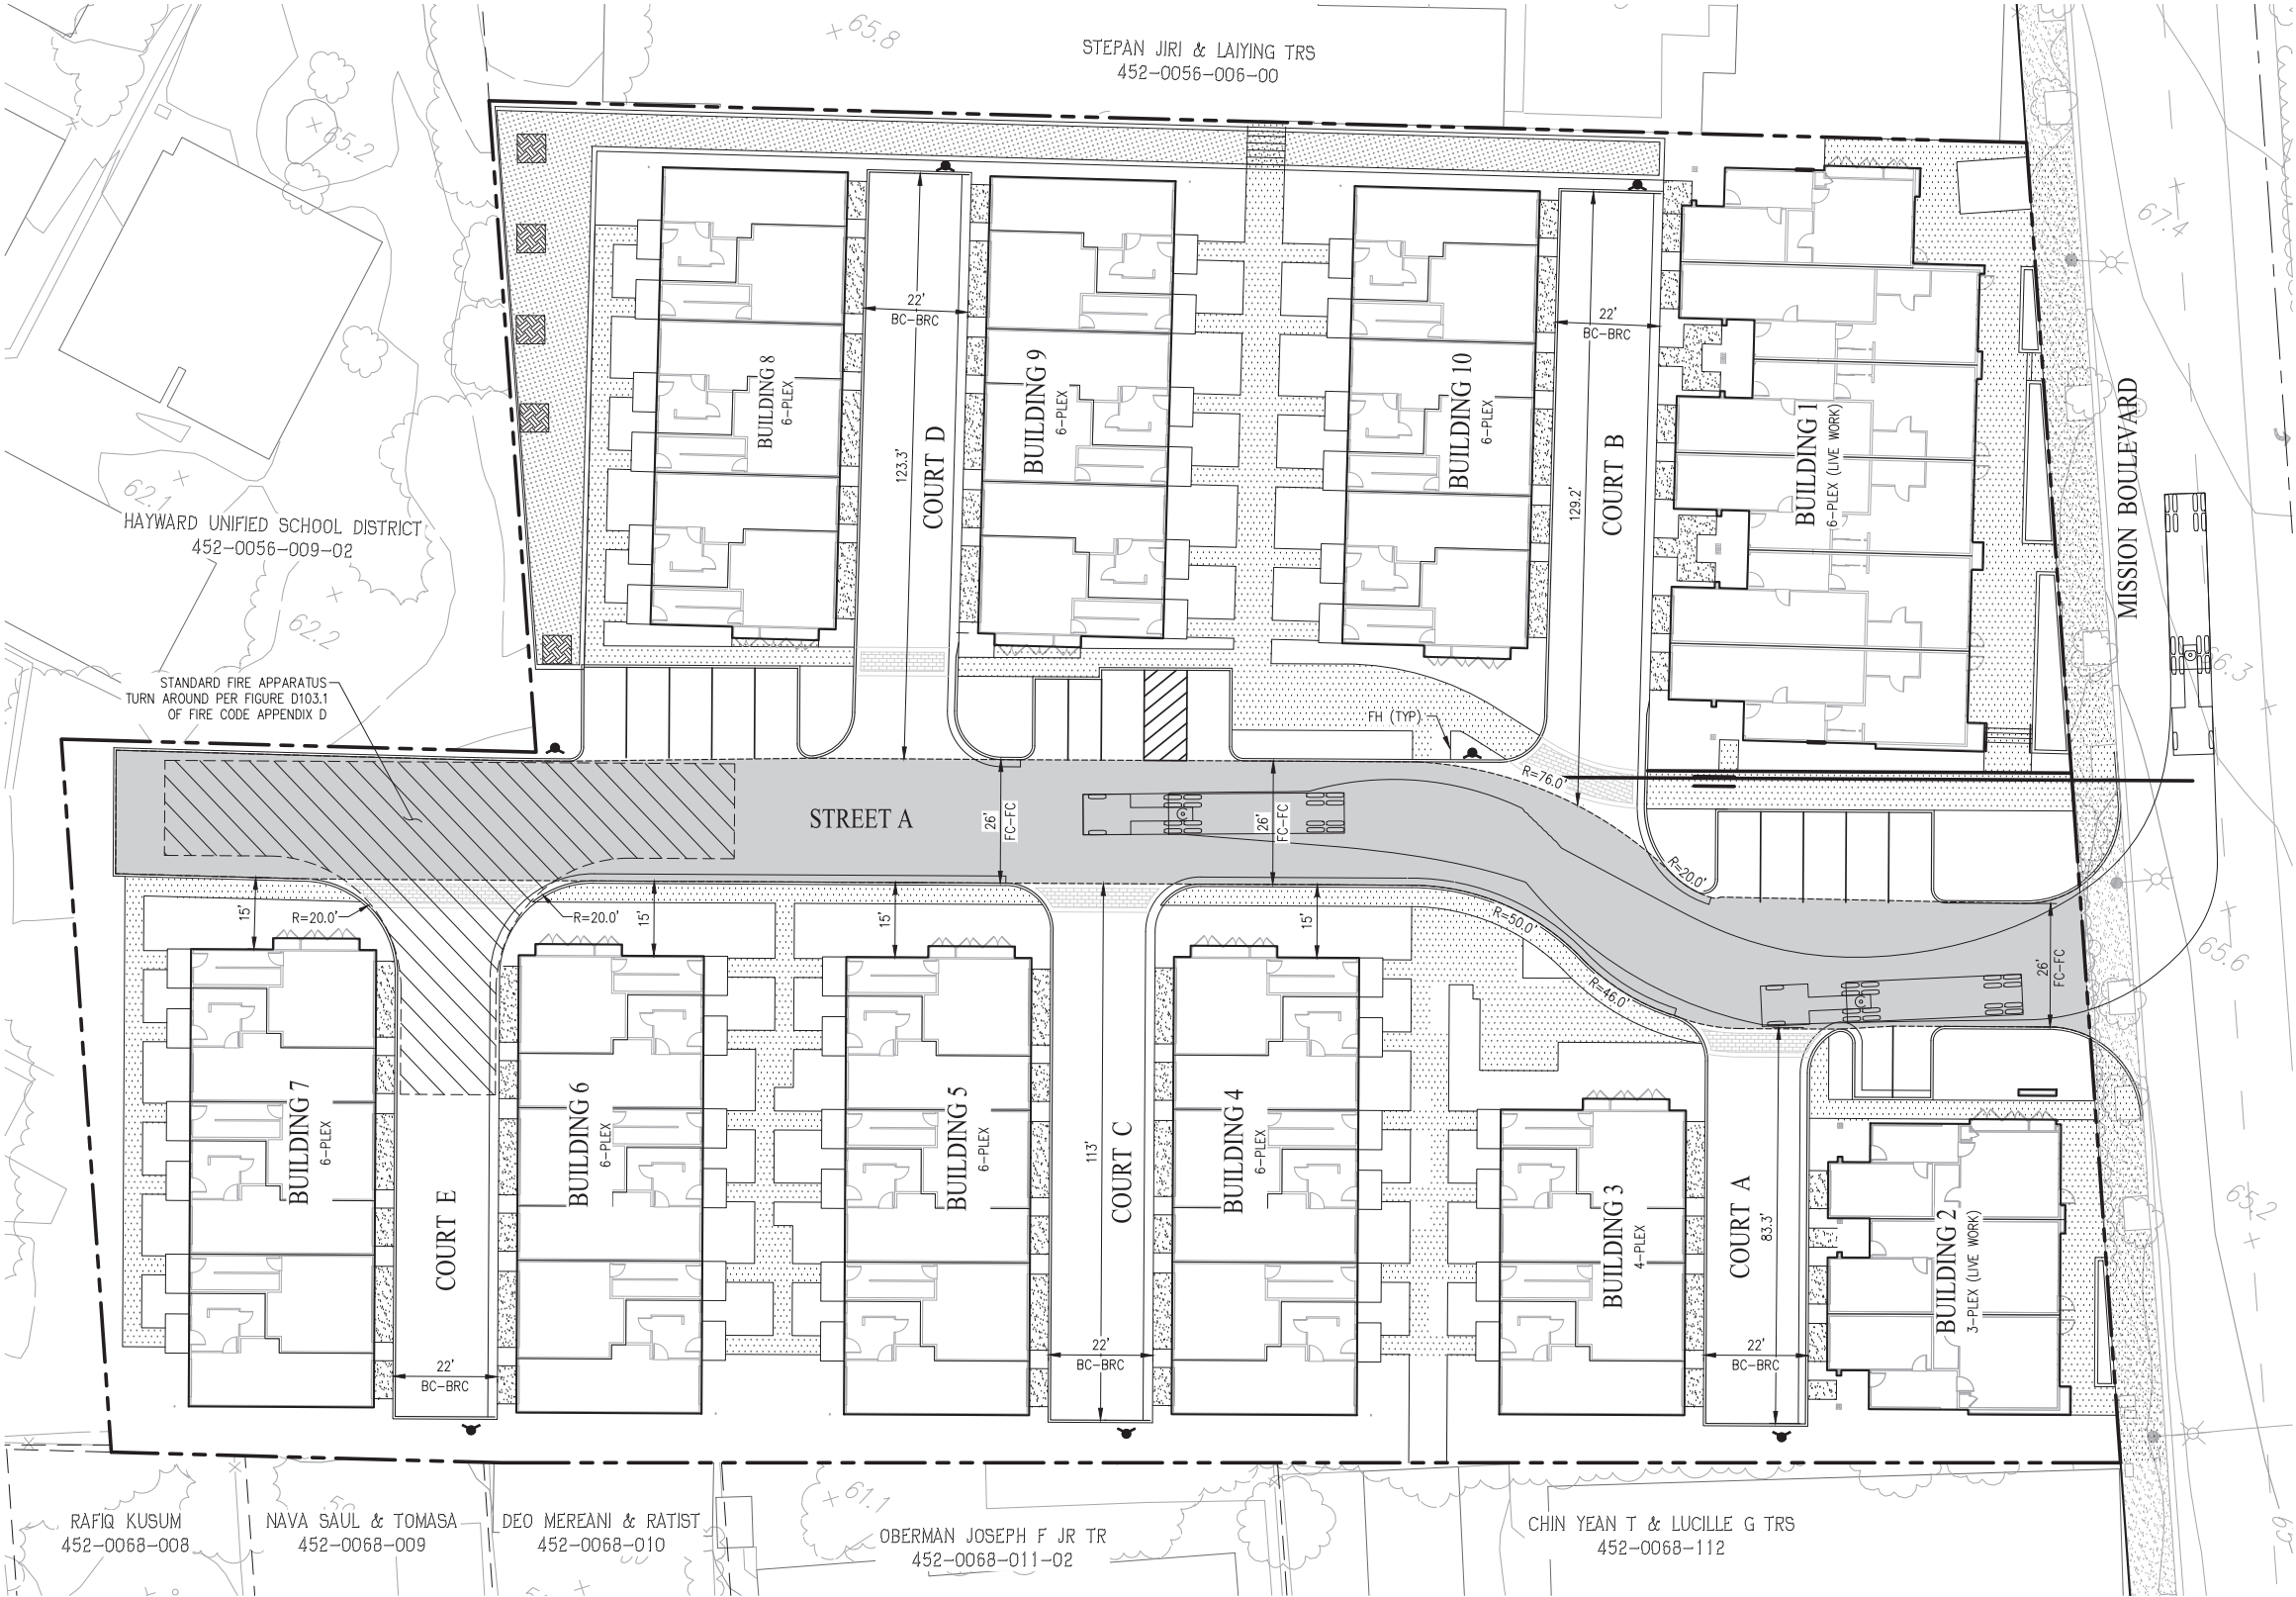 65.8
STEPAN JIRI & LAIYING TRS
452-0056-006-00
65.2
67.4
62.1
HAYWARD UNIFIED SCHOOL DISTRICT
452-0056-009-02
62.2
STANDARD FIRE APPARATUS
TURN AROUND PER FIGURE D103.1
OF FIRE CODE APPENDIX D
BUILDING 8
6-PLEX
22'
BC-BRC
123.3'
COURT D
BUILDING 9
6-PLEX
BUILDING 10
6-PLEX
22'
BC-BRC
129.2'
COURT B
BUILDING 1
6-PLEX (LIVE WORK)
MISSION BOULEVARD
66.3
FH (TYP)
R=76.0'
STREET A
26'
FC-FC
26'
FC-FC
R=20.0'
R=50.0'
R=46.0'
26'
FC-FC
65.6
15'
R=20.0'
R=20.0'
15'
15'
15'
BUILDING 7
6-PLEX
COURT E
22'
BC-BRC
BUILDING 6
6-PLEX
BUILDING 5
6-PLEX
113'
COURT C
22'
BC-BRC
BUILDING 4
6-PLEX
BUILDING 3
4-PLEX
COURT A
83.3'
22'
BC-BRC
BUILDING 2
3-PLEX (LIVE WORK)
65.2
61.1
RAFIQ KUSUM
452-0068-008
NAVA SAUL & TOMASA
452-0068-009
DEO MEREANI & RATIST
452-0068-010
OBERMAN JOSEPH F JR TR
452-0068-011-02
CHIN YEAN T & LUCILLE G TRS
452-0068-112